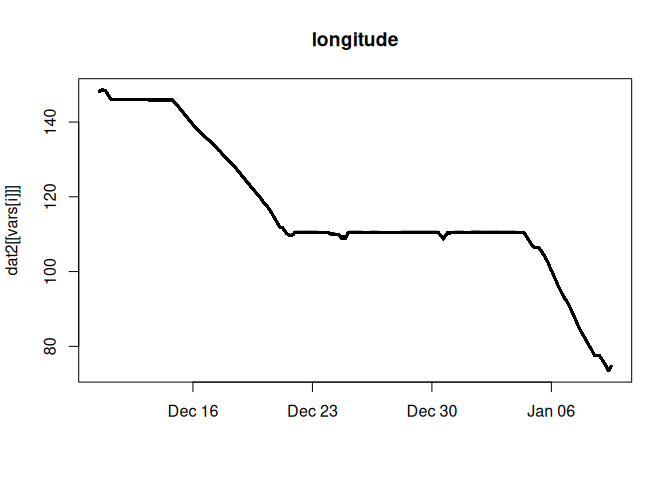 longitude
dat2[[vars[i]]]
140
120
100
80
Dec 16
Dec 23
Dec 30
Jan 06